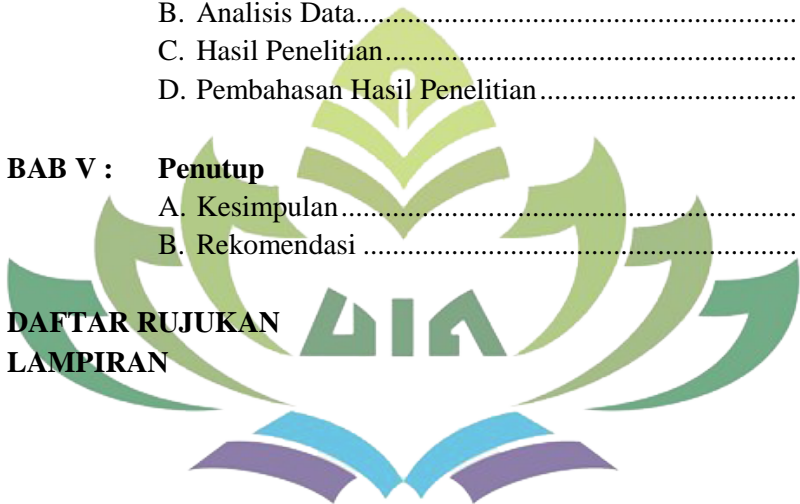 B. Analisis Data............................................................
C. Hasil Penelitian........................................................
D. Pembahasan Hasil Penelitian...................................
BAB V : Penutup
A. Kesimpulan..............................................................
B. Rekomendasi ...........................................................
DAFTAR RUJUKAN
UIN
LAMPIRAN